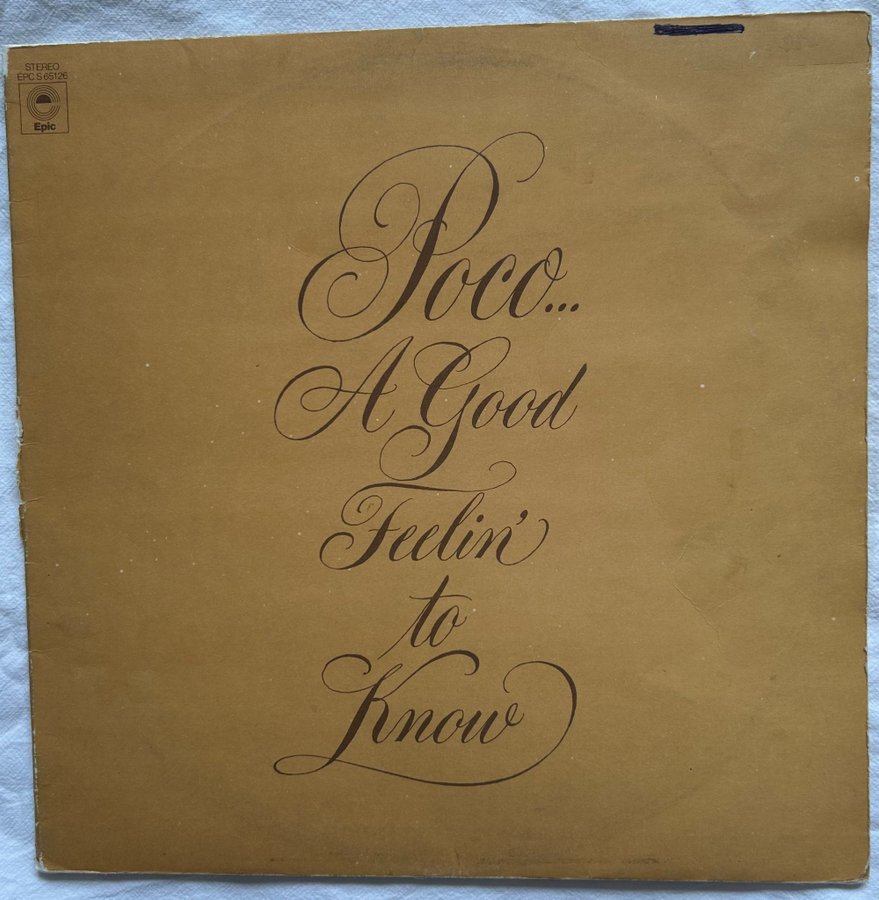 STEREO
EPC S 65126
Epic
Poco...
A Good
Feelin'
to
Know